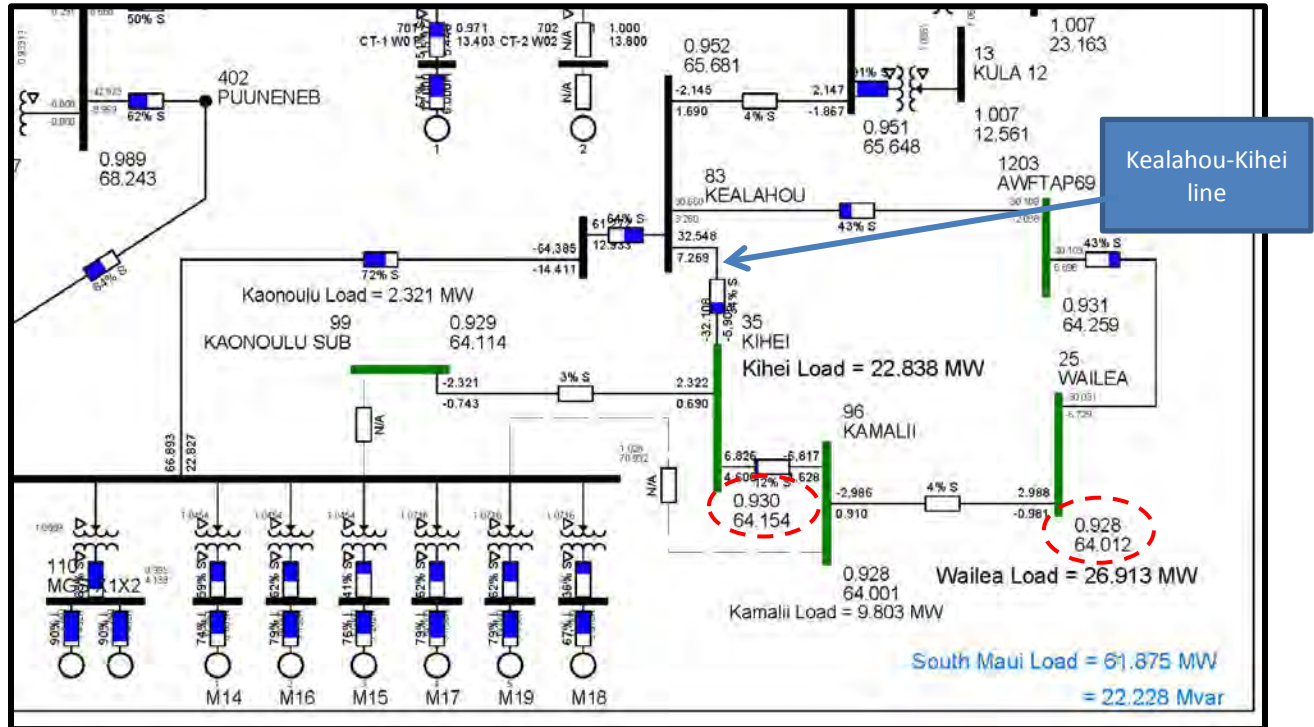 50% S
701
0.971
CT-1 W01
13.403
702
1.000
CT-2 W02
13.800
N/A
N/A
1
2
0.952
65.681
-2.146
1.690
4% S
2.147
-1.867
0.951
65.648
13
KULA 12
1.007
12.561
1.007
23.163
Kealahou-Kihei
line
402
PUUNENEB
62% S
0.989
68.243
64% S
83
KEALAHOU
1203
AWFTAP69
43% S
43% S
0.931
64.259
64% S
12.933
32.548
7.269
-64.385
-14.411
72% S
Kaonoulu Load = 2.321 MW
99
KAONOULU SUB
0.929
64.114
-2.321
-0.743
3% S
2.322
0.690
N/A
-32.108
35
KIHEI
Kihei Load = 22.838 MW
25
WAILEA
96
KAMALII
6.826
-6.817
12% S
0.930
64.154
-2.986
0.910
4% S
2.988
-0.981
0.928
64.012
Wailea Load = 26.913 MW
0.928
64.001
Kamalii Load = 9.803 MW
South Maui Load = 61.875 MW
= 22.228 Mvar
66.893
22.827
N/A
110
90% L
90% L
59% S
62% S
41% S
62% S
62% S
36% S
74% L
79% L
76% L
79% L
79% L
67% L
M14
M16
M15
M17
M19
M18